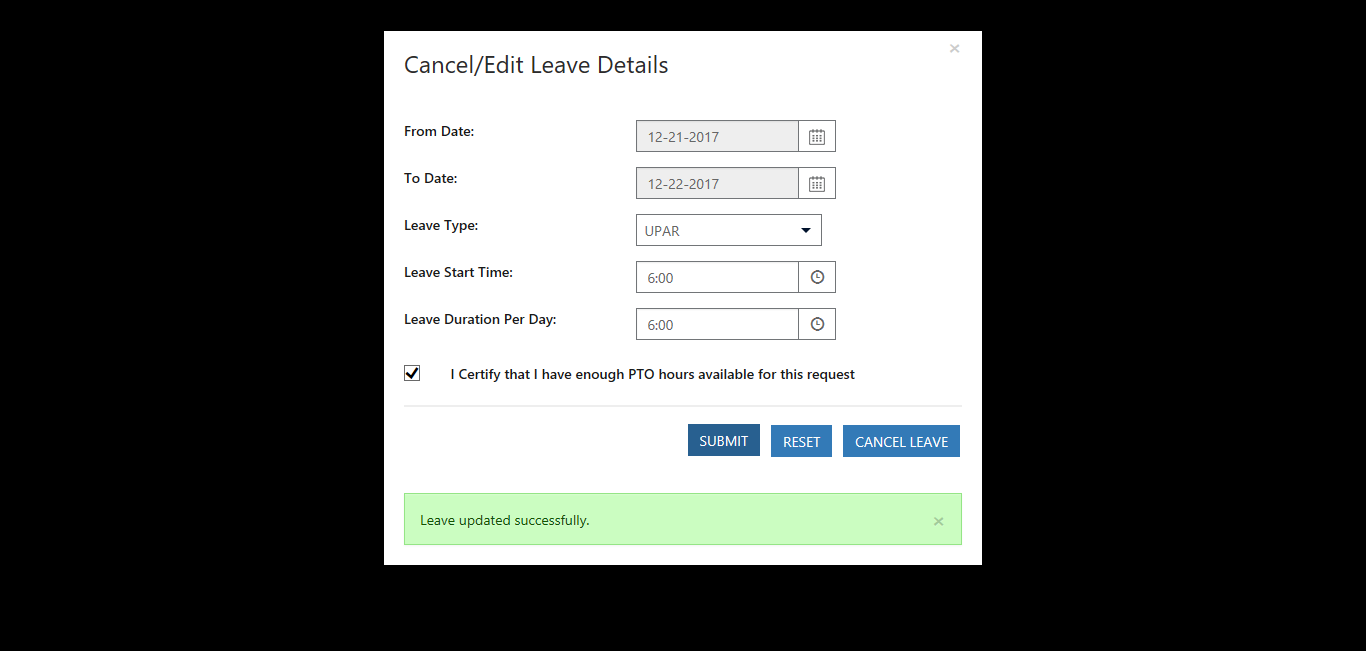 ×
Cancel/Edit Leave Details
From Date:
12-21-2017
To Date:
12-22-2017
Leave Type:
UPAR
Leave Start Time:
6:00
Leave Duration Per Day:
6:00
I Certify that I have enough PTO hours available for this request
SUBMIT RESET CANCEL LEAVE
Leave updated successfully. ×